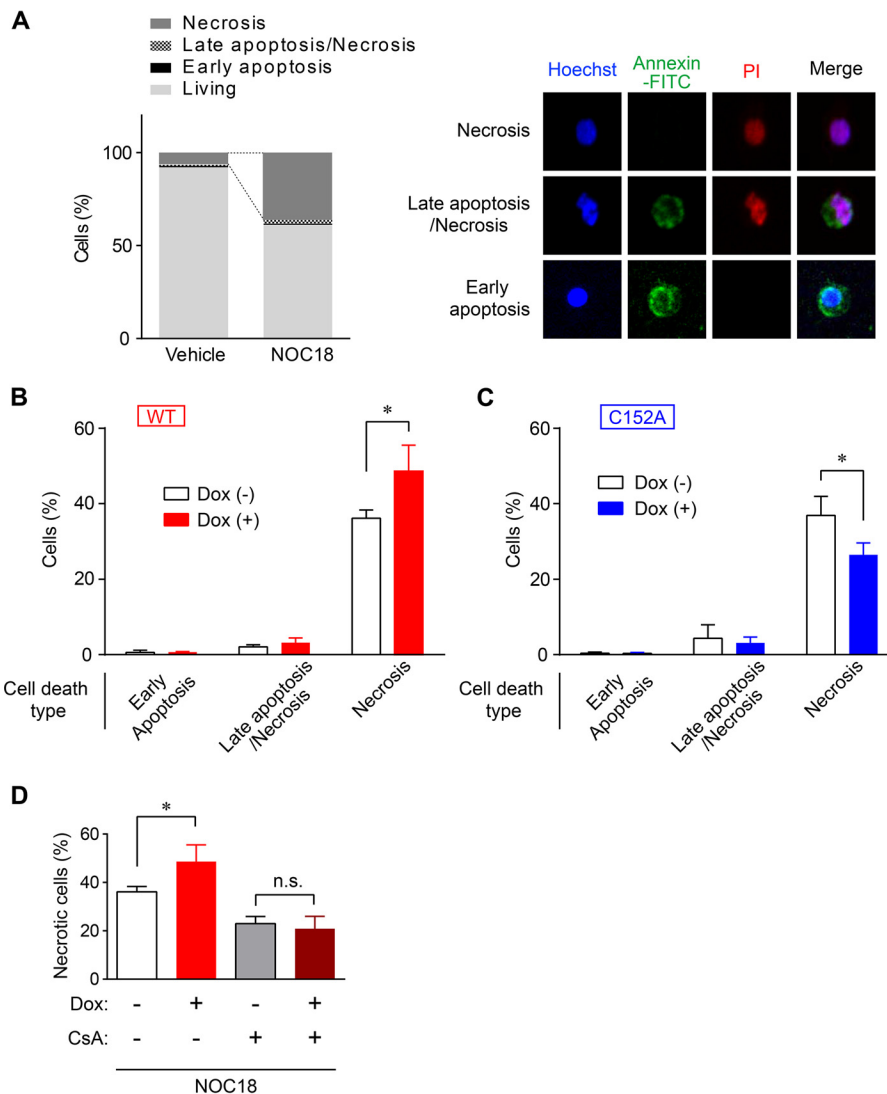 A
Necrosis
Late apoptosis/Necrosis
Early apoptosis
Living
100
50
0
Cells (%)
Vehicle
NOC18
Hoechst
Annexin
-FITC
PI
Merge
Necrosis
Late apoptosis
/Necrosis
Early
apoptosis
B
WT
60
40
20
0
Cells (%)
Dox (-)
Dox (+)
*
Cell death
type
Early
Apoptosis
Late apoptosis
/Necrosis
Necrosis
C
C152A
60
40
20
0
Cells (%)
Dox (-)
Dox (+)
*
Cell death
type
Early
Apoptosis
Late apoptosis
/Necrosis
Necrosis
D
60
40
20
0
Necrotic cells (%)
*
n.s.
Dox: - + - +
CsA: - - + +
NOC18